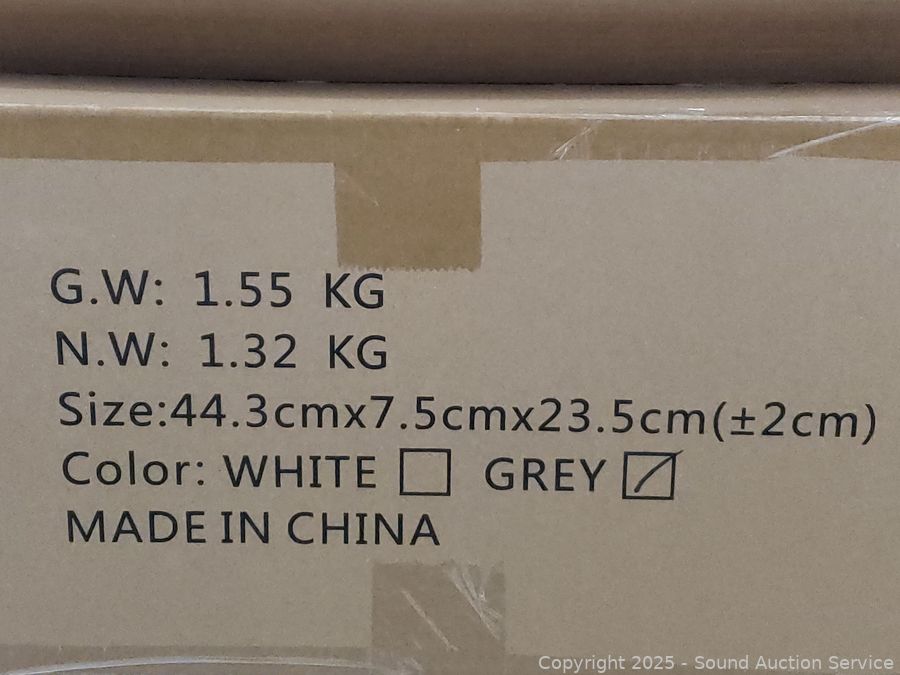 G.W: 1.55 KG
N.W: 1.32 KG
Size:44.3cmx7.5cmx23.5cm(±2cm)
Color: WHITE ☐ GREY ☑
MADE IN CHINA
Copyright 2025 - Sound Auction Service